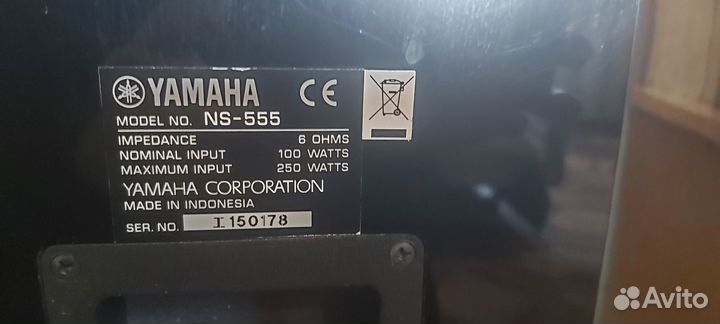 YAMAHA CE
MODEL NO. NS-555
IMPEDANCE 6 OHMS
NOMINAL INPUT 100 WATTS
MAXIMUM INPUT 250 WATTS
YAMAHA CORPORATION
MADE IN INDONESIA
SER. NO. I150178
Avito